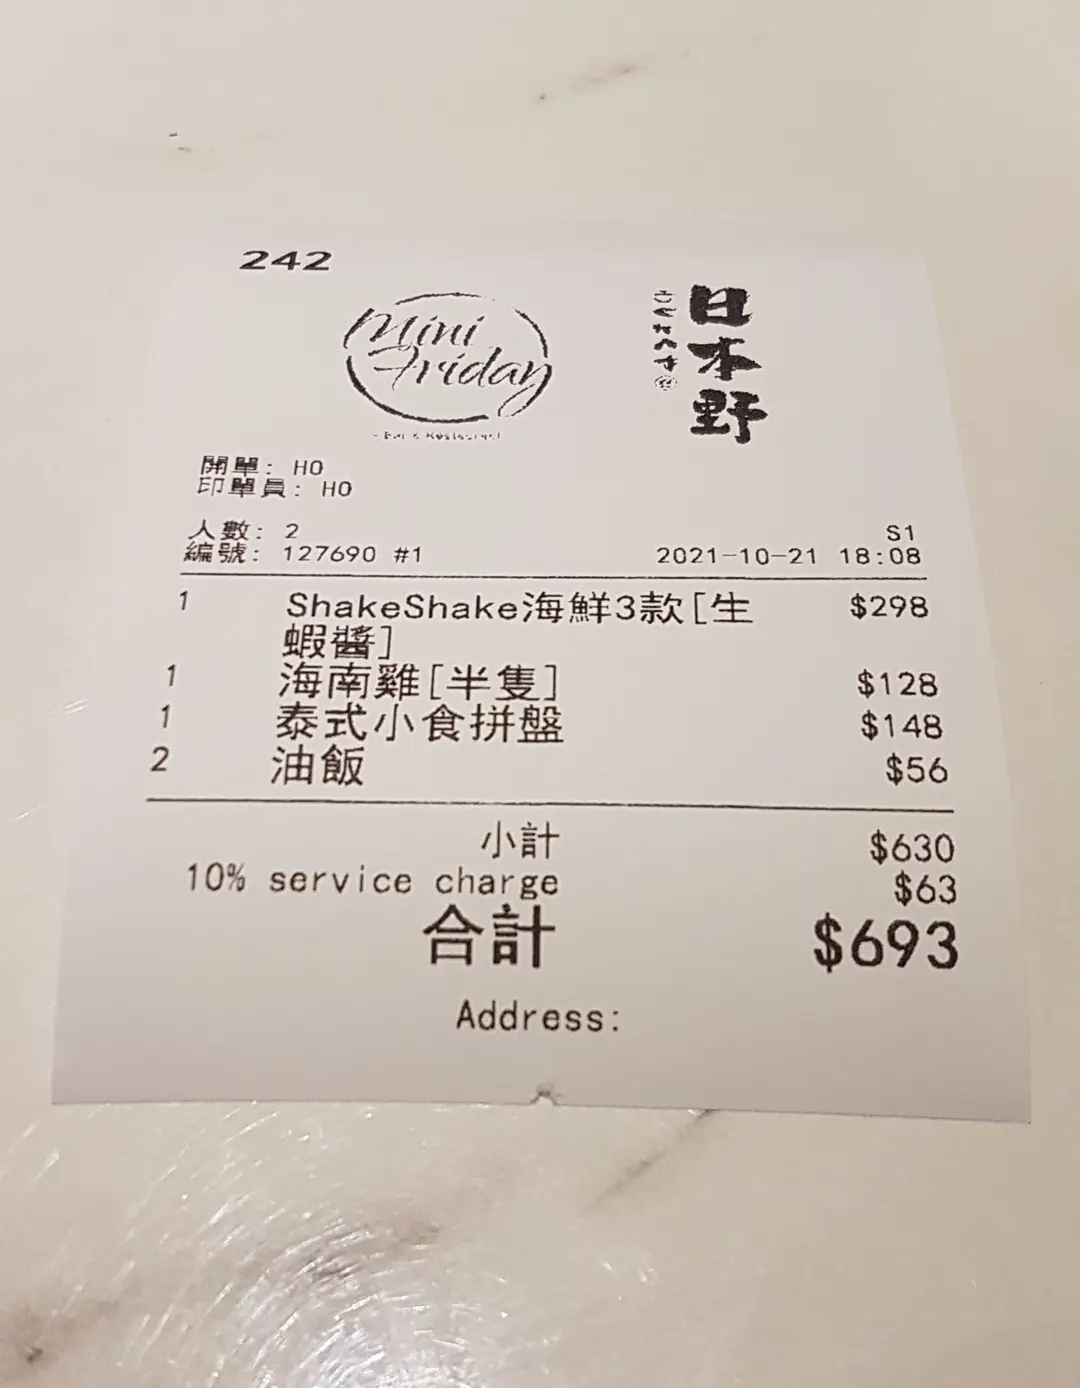 242
Mini
Friday
Bar & Restaurant
日本野
開單: HO
印單員: HO
人數: 2
S1
編號: 127690 #1
2021-10-21 18:08
1 ShakeShake海鮮3款[生 $298
蝦醬]
1 海南雞[半隻] $128
1 泰式小食拼盤 $148
2 油飯 $56
小計 $630
10% service charge $63
合計 $693
Address: